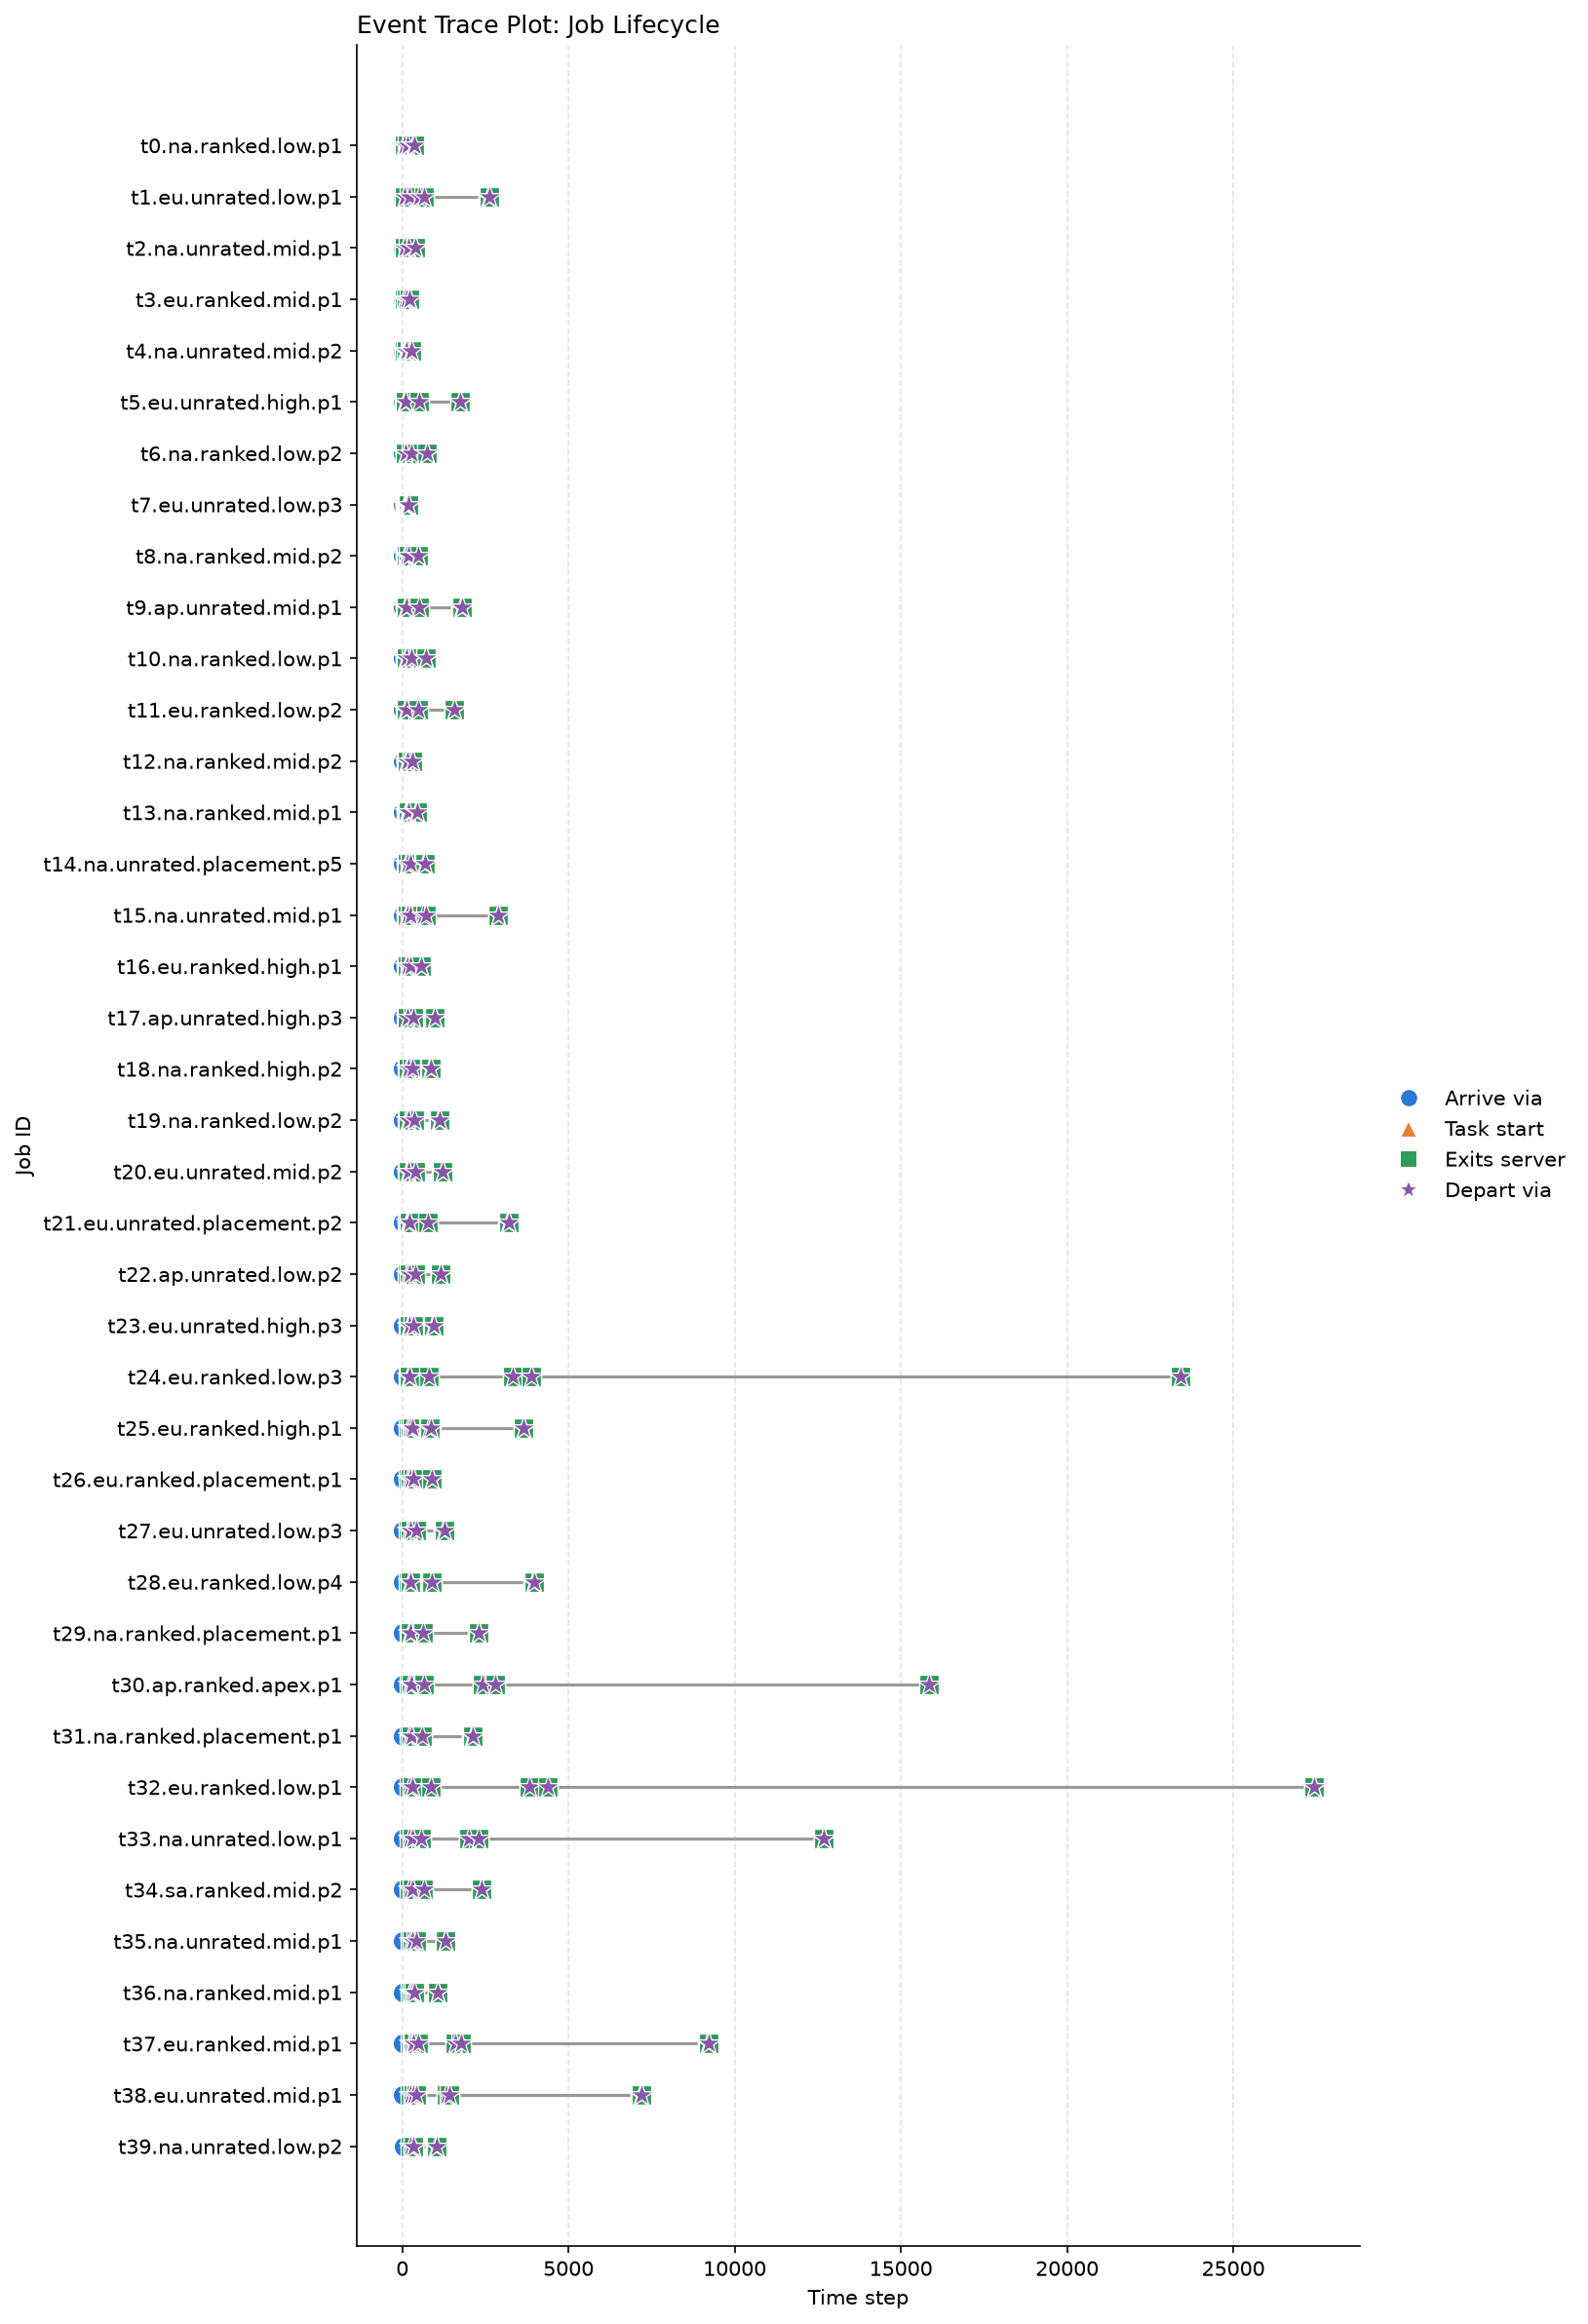 Event Trace Plot: Job Lifecycle
Job ID
t0.na.ranked.low.p1
t1.eu.unrated.low.p1
t2.na.unrated.mid.p1
t3.eu.ranked.mid.p1
t4.na.unrated.mid.p2
t5.eu.unrated.high.p1
t6.na.ranked.low.p2
t7.eu.unrated.low.p3
t8.na.ranked.mid.p2
t9.ap.unrated.mid.p1
t10.na.ranked.low.p1
t11.eu.ranked.low.p2
t12.na.ranked.mid.p2
t13.na.ranked.mid.p1
t14.na.unrated.placement.p5
t15.na.unrated.mid.p1
t16.eu.ranked.high.p1
t17.ap.unrated.high.p3
t18.na.ranked.high.p2
t19.na.ranked.low.p2
t20.eu.unrated.mid.p2
t21.eu.unrated.placement.p2
t22.ap.unrated.low.p2
t23.eu.unrated.high.p3
t24.eu.ranked.low.p3
t25.eu.ranked.high.p1
t26.eu.ranked.placement.p1
t27.eu.unrated.low.p3
t28.eu.ranked.low.p4
t29.na.ranked.placement.p1
t30.ap.ranked.apex.p1
t31.na.ranked.placement.p1
t32.eu.ranked.low.p1
t33.na.unrated.low.p1
t34.sa.ranked.mid.p2
t35.na.unrated.mid.p1
t36.na.ranked.mid.p1
t37.eu.ranked.mid.p1
t38.eu.unrated.mid.p1
t39.na.unrated.low.p2
0 5000 10000 15000 20000 25000
Time step
Arrive via
Task start
Exits server
Depart via